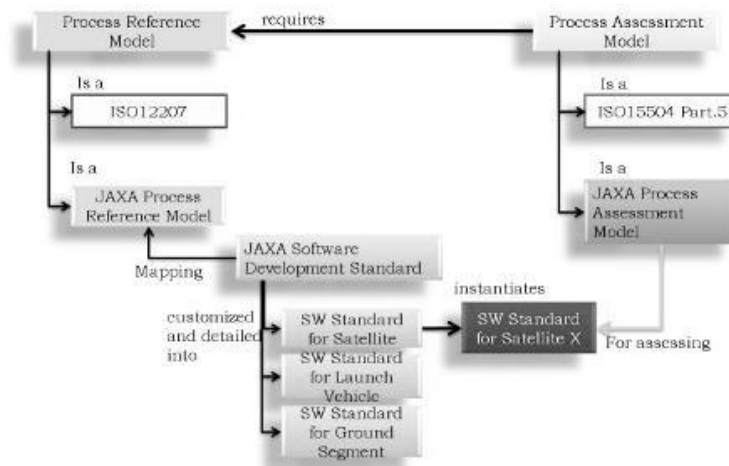 Process Reference
Model
requires
Process Assessment
Model
Is a
ISO12207
Is a
ISO15504 Part.5
Is a
JAXA Process
Reference Model
Is a
JAXA Process
Assessment
Model
Mapping
JAXA Software
Development Standard
customized
and detailed
into
SW Standard
for Satellite
instantiates
SW Standard
for Satellite X
For assessing
SW Standard
for Launch
Vehicle
SW Standard
for Ground
Segment